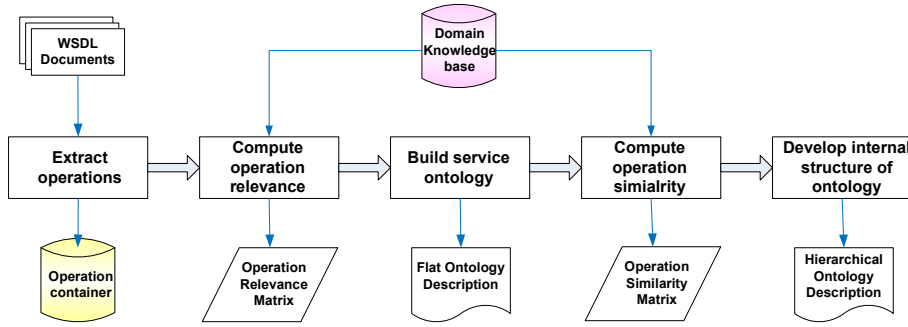 WSDL
Documents
Domain
Knowledge
base
Extract
operations
Compute
operation
relevance
Build service
ontology
Compute
operation
simialrity
Develop internal
structure of
ontology
Operation
container
Operation
Relevance
Matrix
Flat Ontology
Description
Operation
Similarity
Matrix
Hierarchical
Ontology
Description